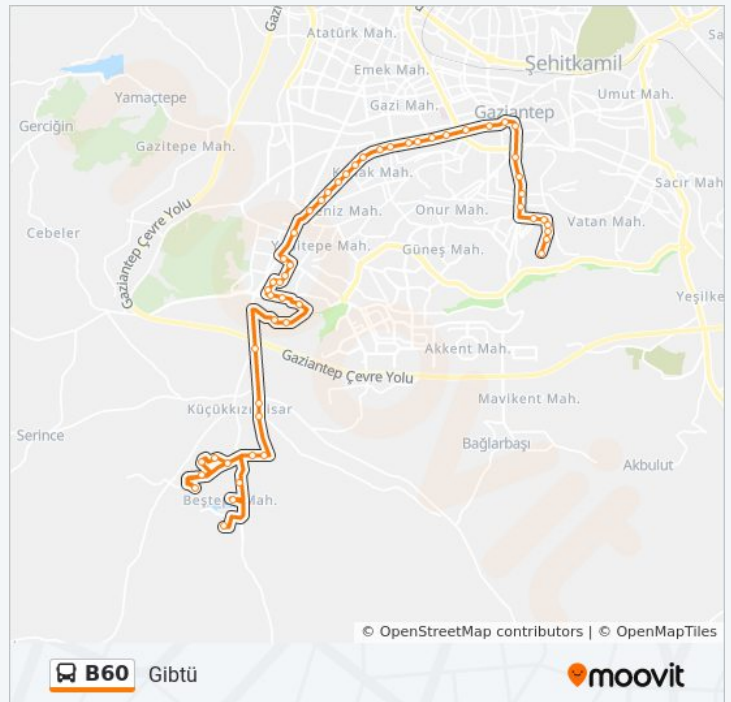 Gazi
Atatürk Mah.
Şehitkamil
Sa
Emek Mah.
Yamaçtepe
Umut Mah.
Gazi Mah.
Gaziantep
Gerciğin
Gazitepe Mah.
Sacır Mah
Gaziantep Çevre Yolu
Onur Mah.
Vatan Mah.
Cebeler
Güneş Mah.
Yeşilke
Akkent Mah.
Gaziantep Çevre Yolu
Mavikent Mah.
Serince
Bağlarbaşı
Akbulut
© OpenStreetMap contributors | © OpenMapTiles
B60 Gibtü
moovit